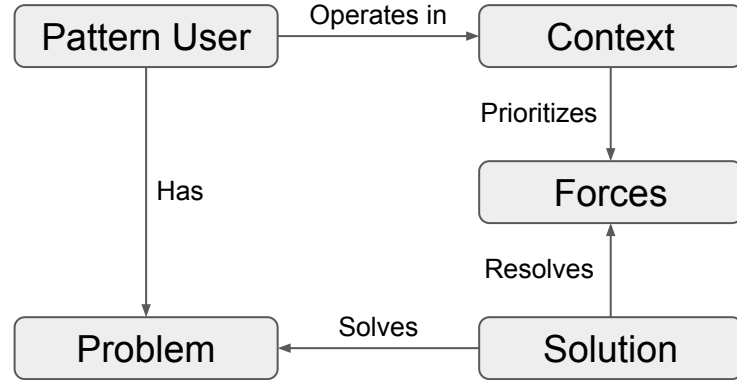 Pattern User
Operates in
Context
Prioritizes
Has
Forces
Resolves
Problem
Solves
Solution